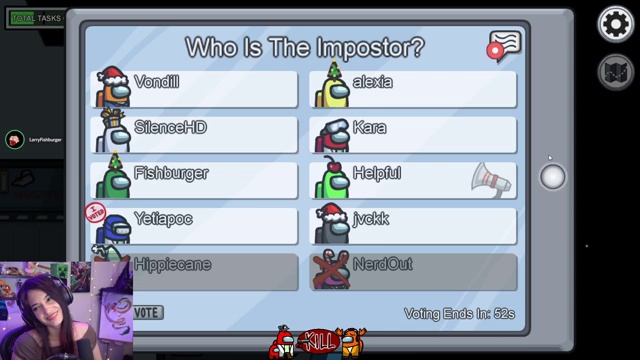 TOTAL TASKS
Who Is The Impostor?
Vondill
alexia
SilenceHD
Kara
LarryFishburger
Fishburger
Helpful
I VOTED
Yetiapoc
jvckk
Hippiecane
NerdOut
VOTE
Voting Ends In: 52s
KILL